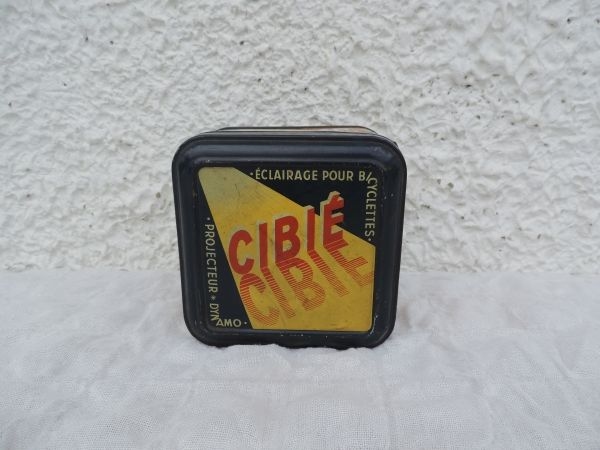 ·ÉCLAIRAGE POUR BICYCLETTES·
CIBIÉ
CIBIE
·PROJECTEUR * DYNAMO·